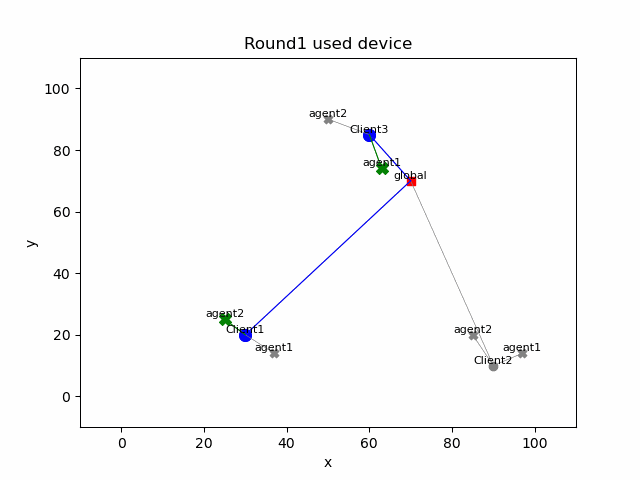 Round1 used device
100
agent2
Client3
80
agent1
global
60
y
40
agent2
Client1
agent1
20
agent2
agent1
Client2
0
0
20
40
60
80
100
x